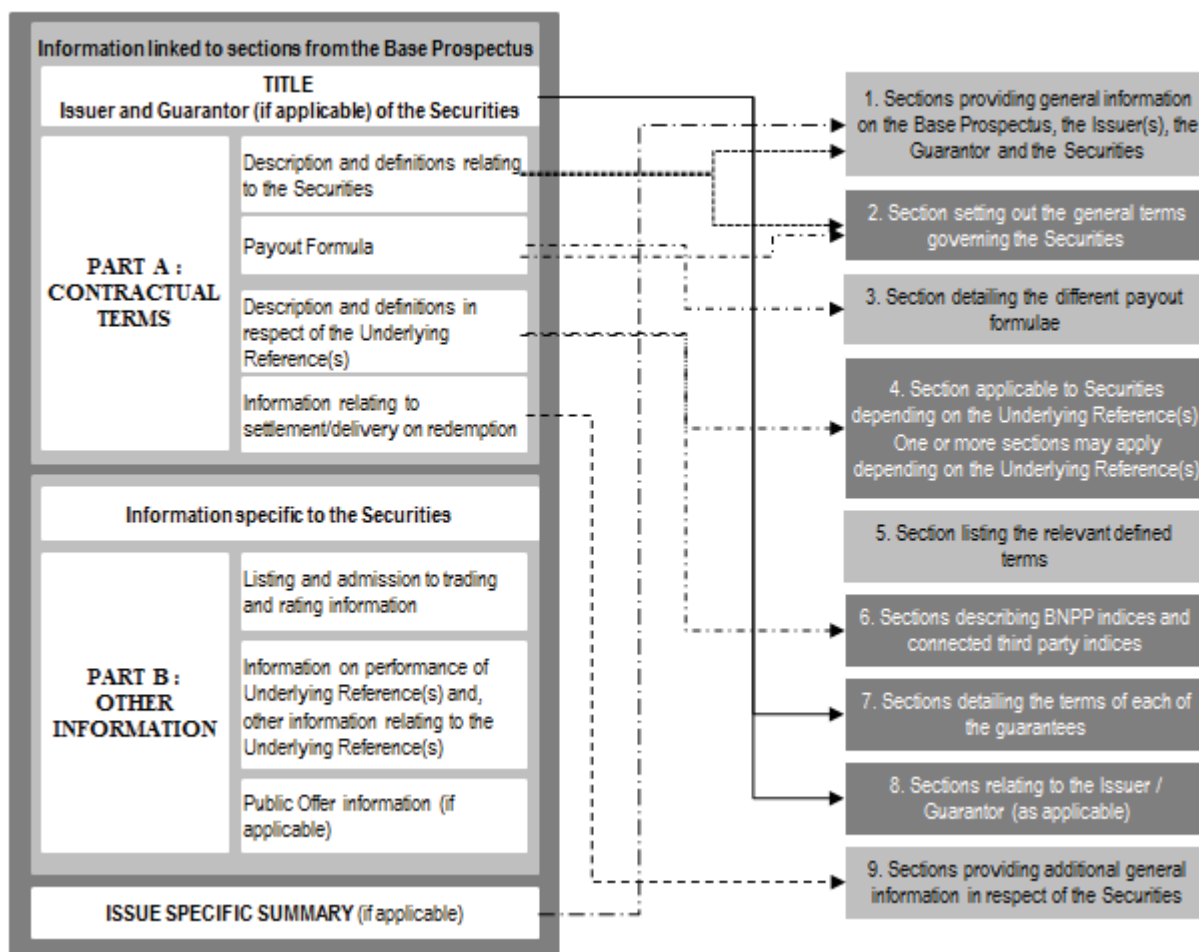 Information linked to sections from the Base Prospectus
TITLE
Issuer and Guarantor (if applicable) of the Securities
PART A :
CONTRACTUAL
TERMS
Description and definitions relating
to the Securities
Payout Formula
Description and definitions in
respect of the Underlying
Reference(s)
Information relating to
settlement/delivery on redemption
Information specific to the Securities
PART B :
OTHER
INFORMATION
Listing and admission to trading
and rating information
Information on performance of
Underlying Reference(s) and,
other information relating to the
Underlying Reference(s)
Public Offer information (if
applicable)
ISSUE SPECIFIC SUMMARY (if applicable)
1. Sections providing general information
on the Base Prospectus, the Issuer(s), the
Guarantor and the Securities
2. Section setting out the general terms
governing the Securities
3. Section detailing the different payout
formulae
4. Section applicable to Securities
depending on the Underlying Reference(s)
One or more sections may apply
depending on the Underlying Reference(s)
5. Section listing the relevant defined
terms
6. Sections describing BNPP indices and
connected third party indices
7. Sections detailing the terms of each of
the guarantees
8. Sections relating to the Issuer /
Guarantor (as applicable)
9. Sections providing additional general
information in respect of the Securities